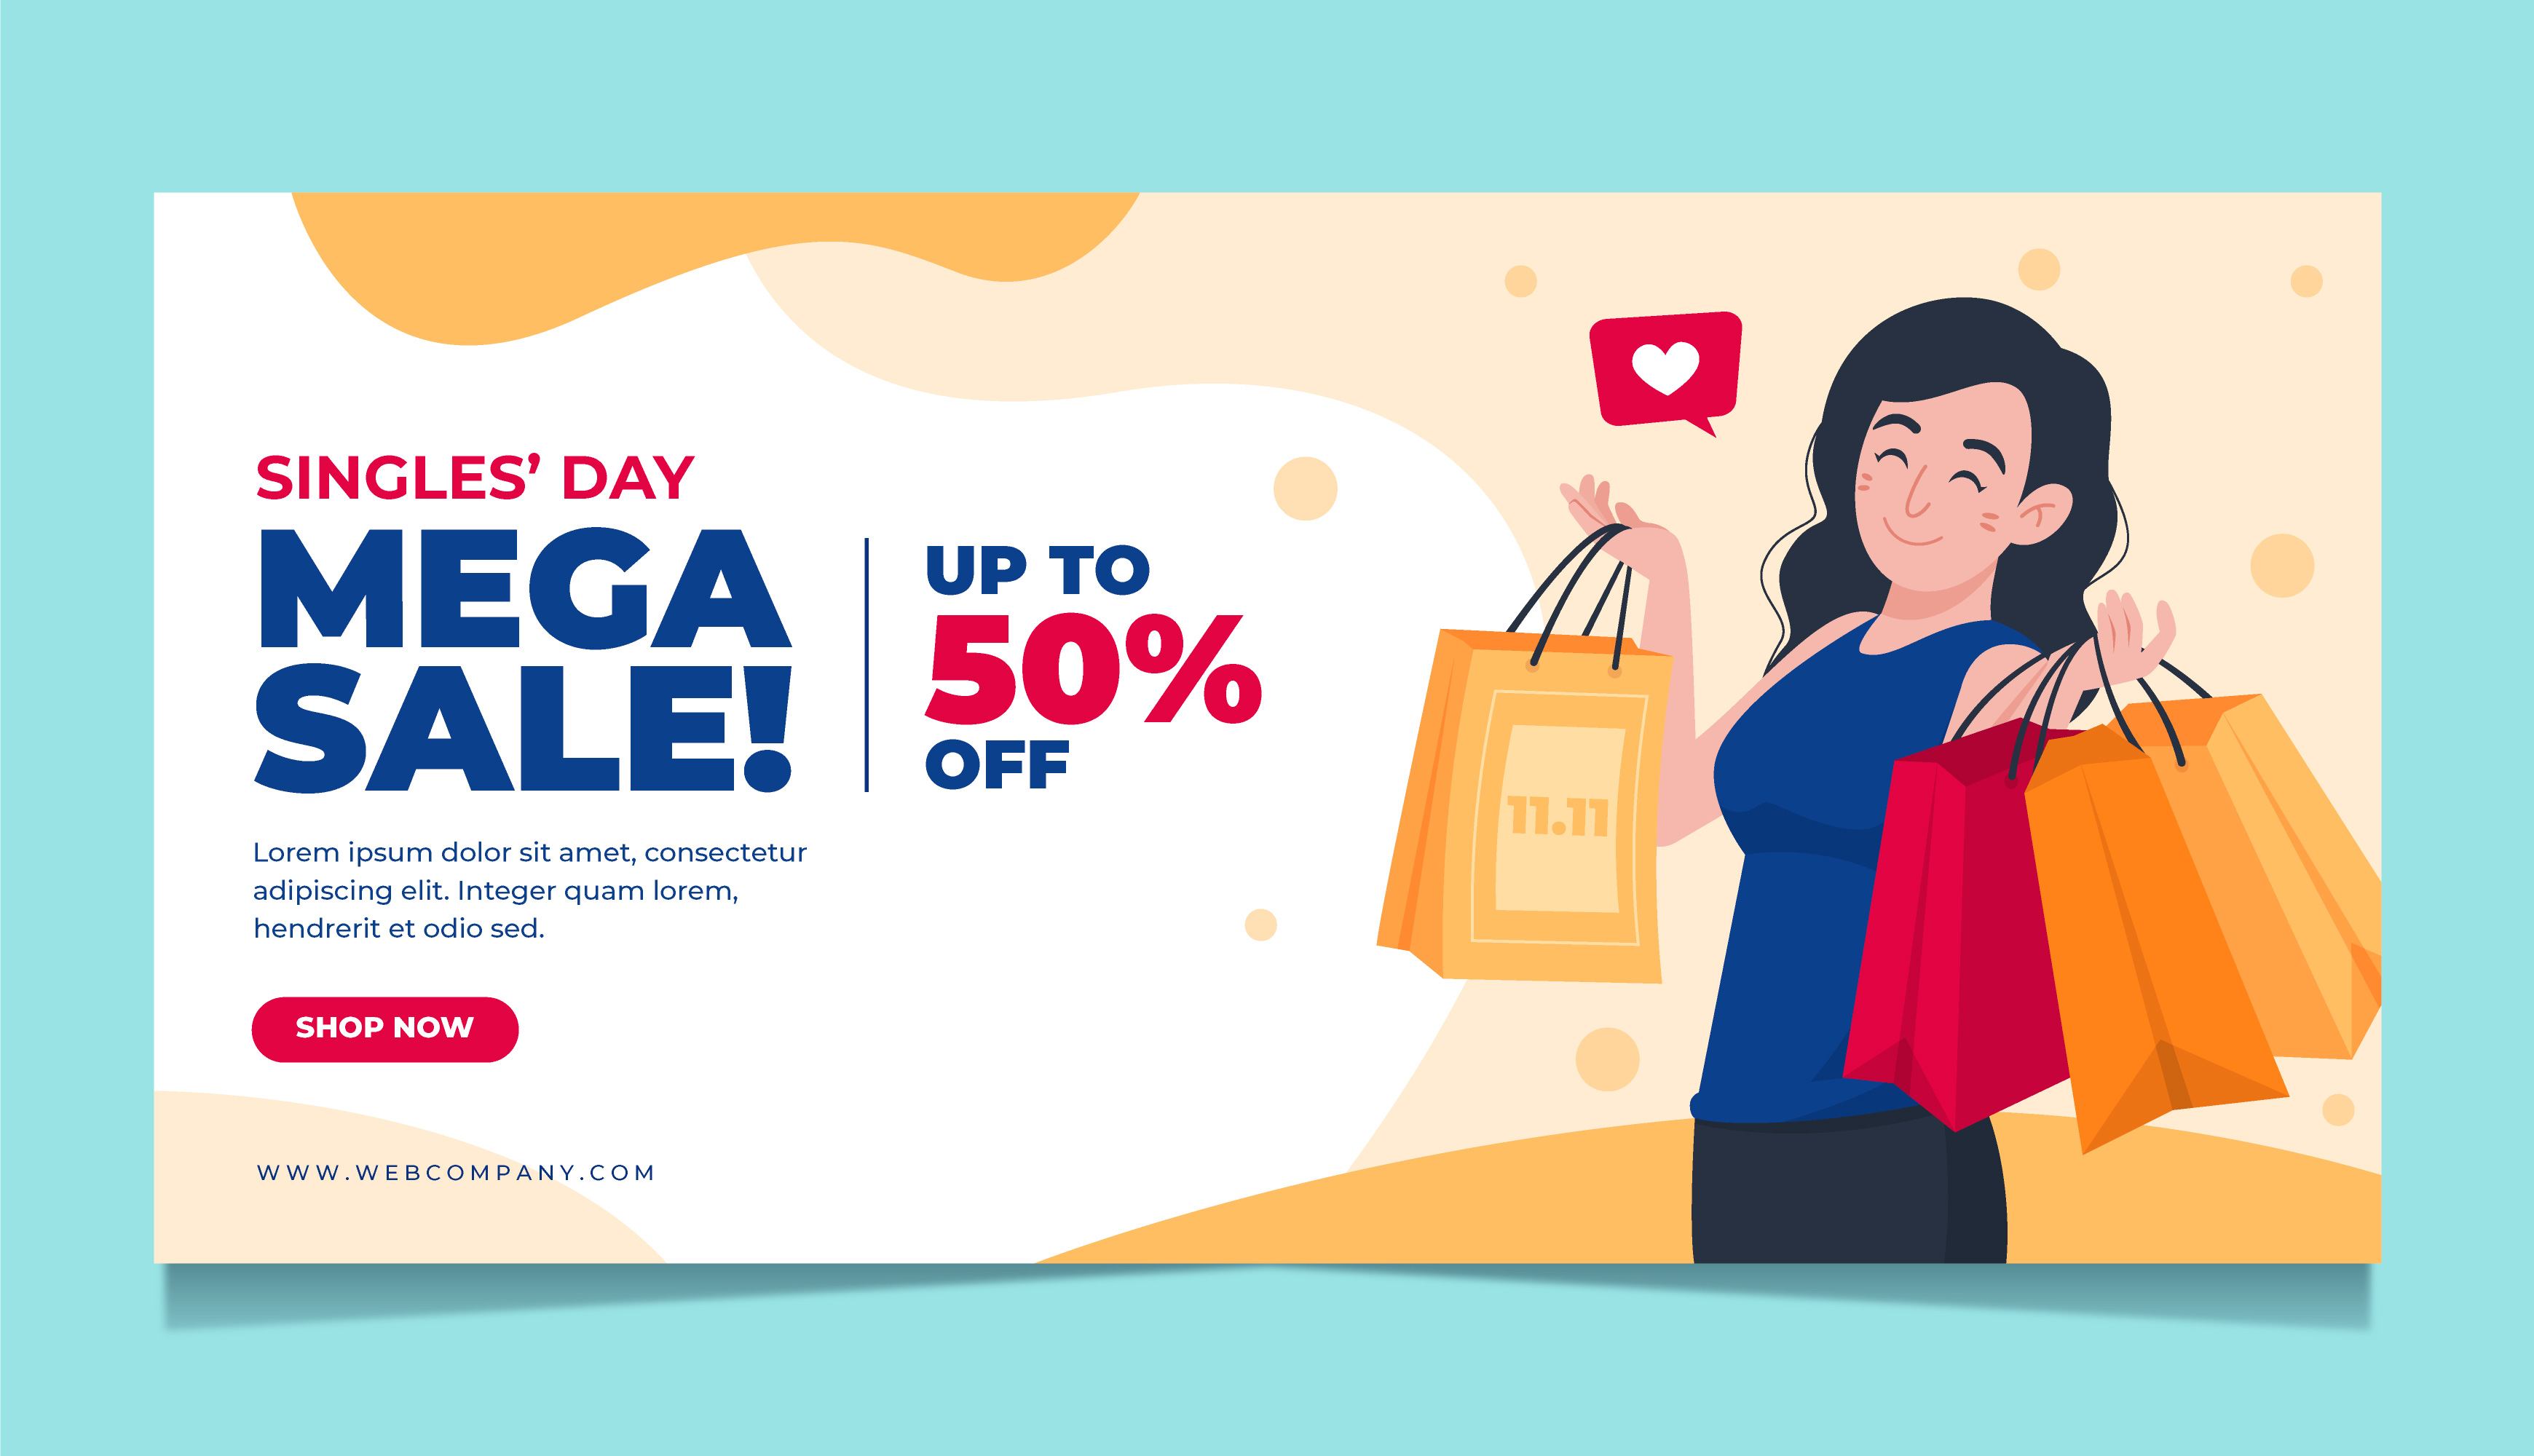 SINGLES’ DAY
MEGA
SALE!
UP TO
50%
OFF
Lorem ipsum dolor sit amet, consectetur
adipiscing elit. Integer quam lorem,
hendrerit et odio sed.
SHOP NOW
WWW.WEBCOMPANY.COM
11.11